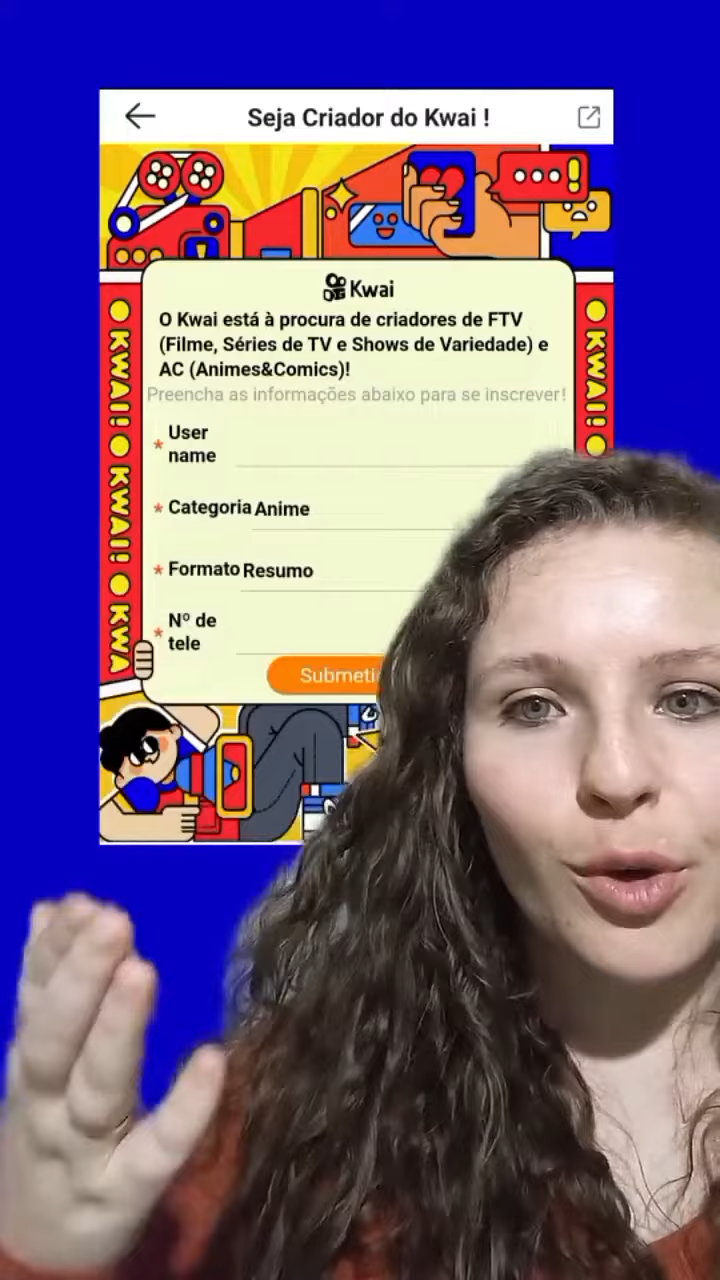 Seja Criador do Kwai !
Kwai
O Kwai está à procura de criadores de FTV
(Filme, Séries de TV e Shows de Variedade) e
AC (Animes&Comics)!
Preencha as informações abaixo para se inscrever!
* User
name
* Categoria Anime
* Formato Resumo
* Nº de
tele
KWAI!
KWAI!
KWA
KWAI!